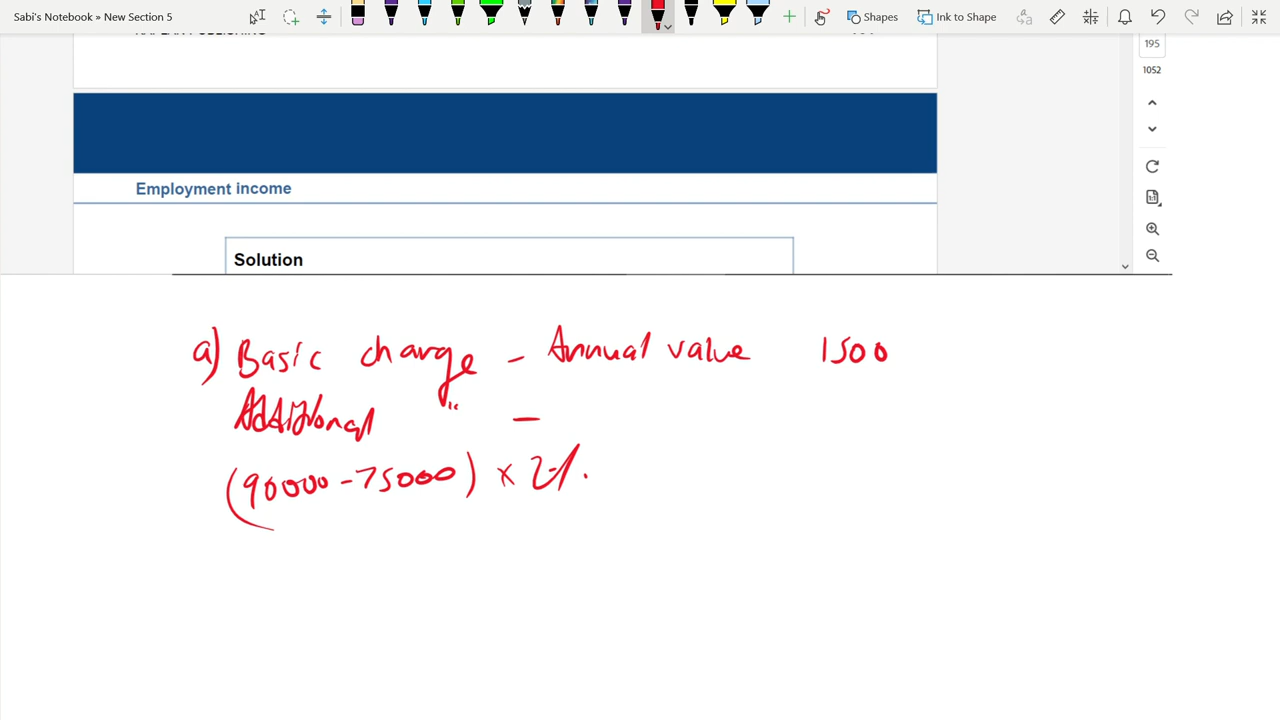 Sabi's Notebook » New Section 5
Shapes
Ink to Shape
195
1052
Employment income
Solution
a) Basic charge - Annual value 1500
Additional " -
(90000 - 75000) × 2%.